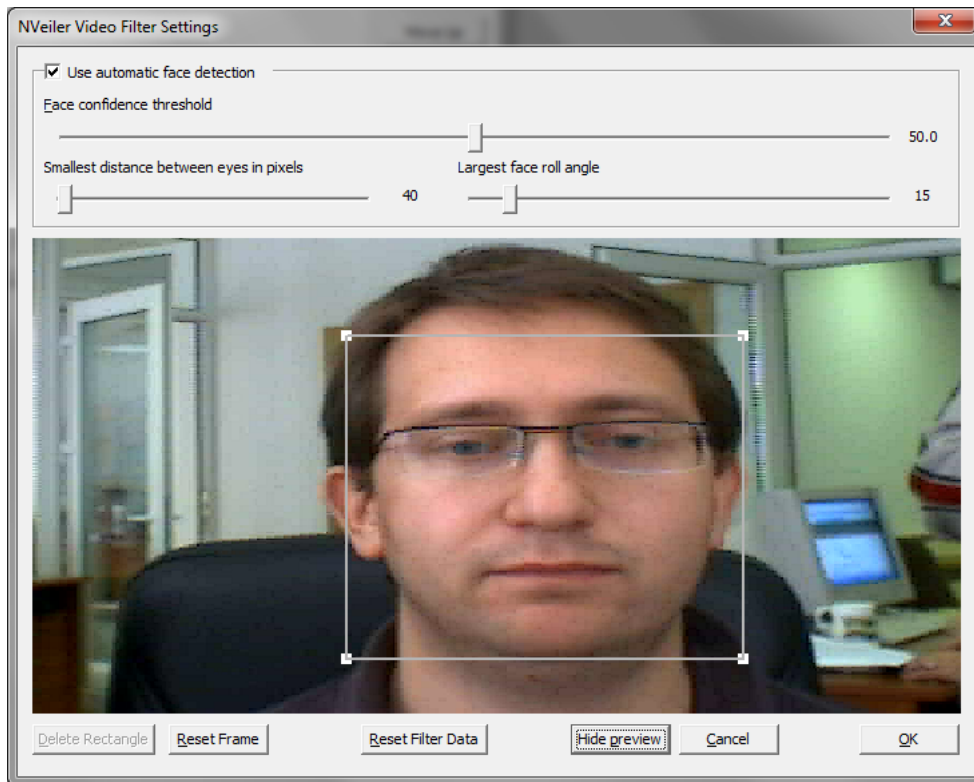 NVeiler Video Filter Settings
Use automatic face detection
Face confidence threshold
50.0
Smallest distance between eyes in pixels
Largest face roll angle
40
15
Delete Rectangle
Reset Frame
Reset Filter Data
Hide preview
Cancel
OK